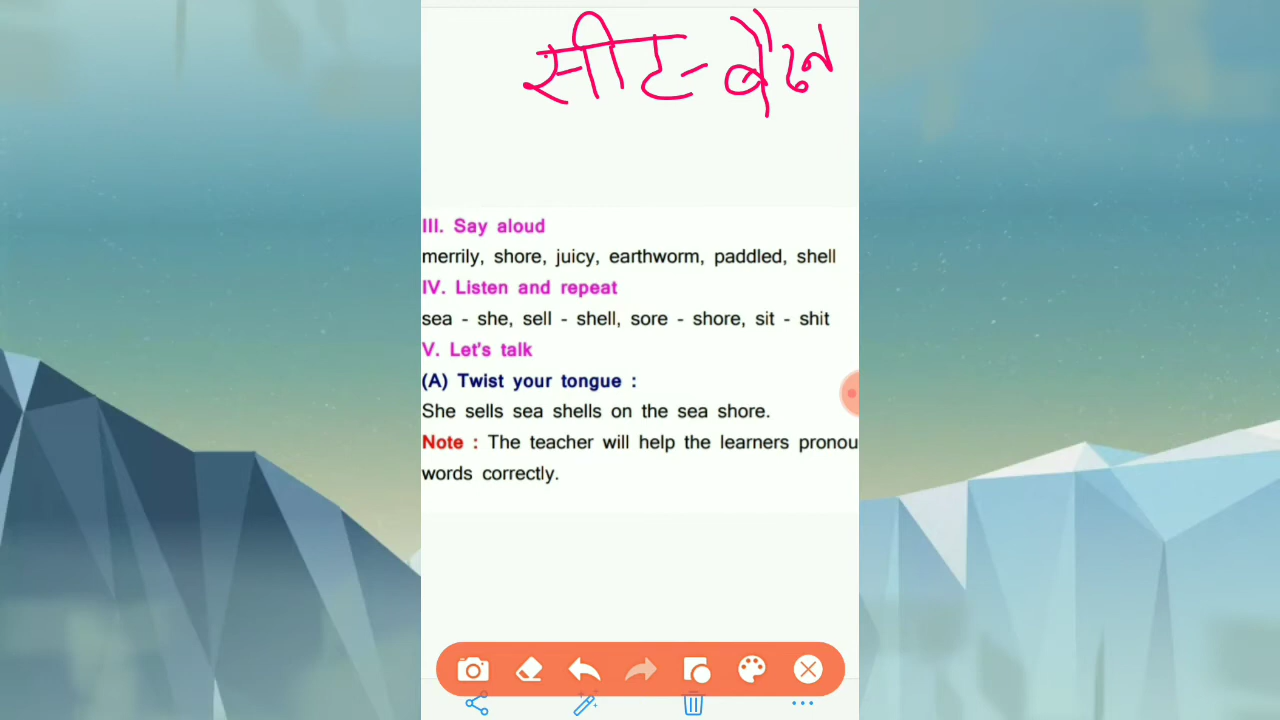 सीट-बैठ
III. Say aloud
merrily, shore, juicy, earthworm, paddled, shell
IV. Listen and repeat
sea - she, sell - shell, sore - shore, sit - shit
V. Let's talk
(A) Twist your tongue :
She sells sea shells on the sea shore.
Note : The teacher will help the learners pronou
words correctly.